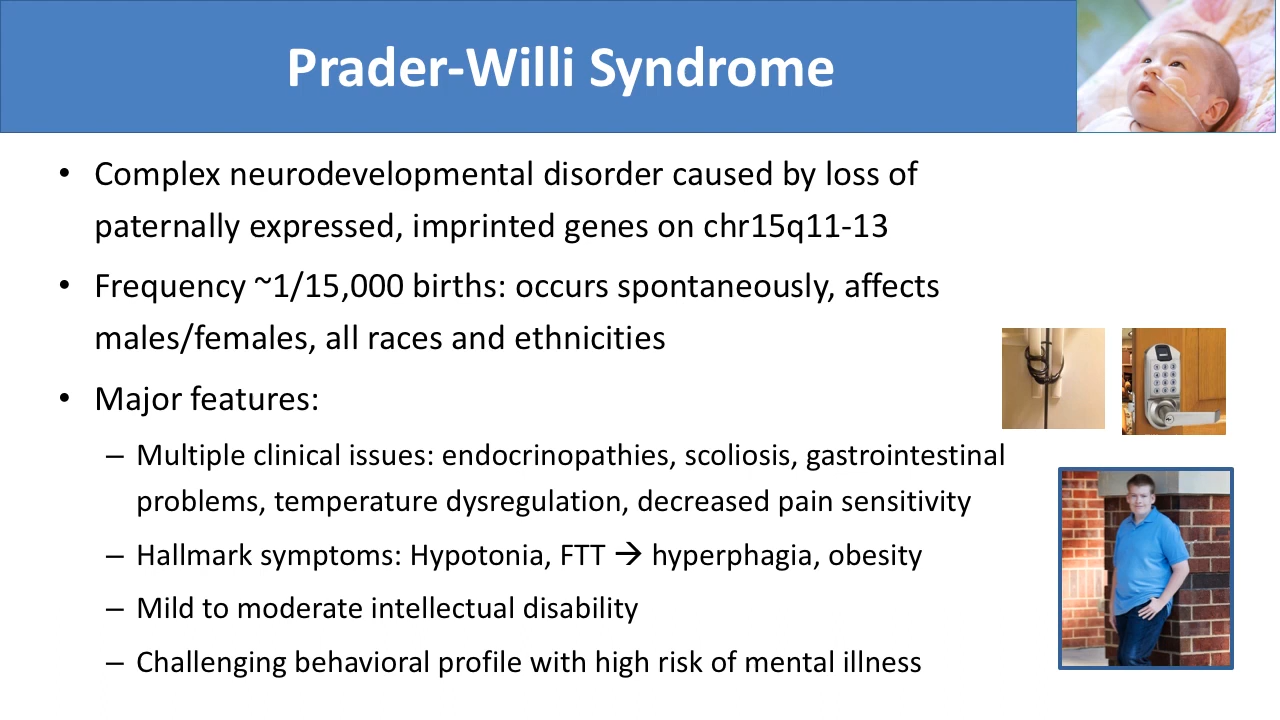 Prader-Willi Syndrome
• Complex neurodevelopmental disorder caused by loss of
paternally expressed, imprinted genes on chr15q11-13
• Frequency ~1/15,000 births: occurs spontaneously, affects
males/females, all races and ethnicities
• Major features:
– Multiple clinical issues: endocrinopathies, scoliosis, gastrointestinal
problems, temperature dysregulation, decreased pain sensitivity
– Hallmark symptoms: Hypotonia, FTT → hyperphagia, obesity
– Mild to moderate intellectual disability
– Challenging behavioral profile with high risk of mental illness